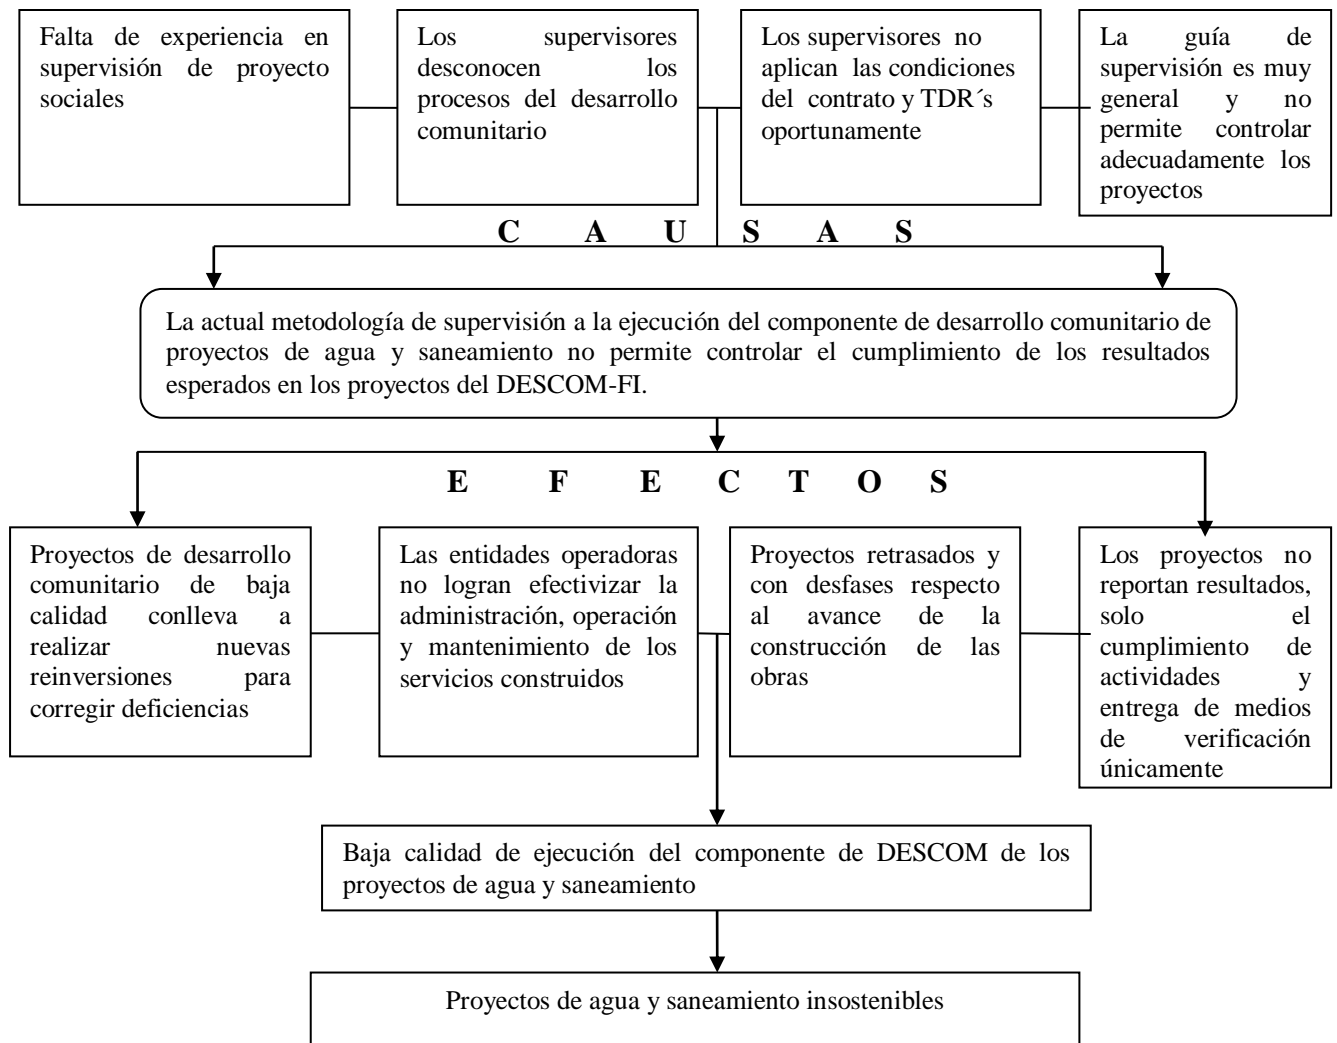 Falta de experiencia en
supervisión de proyecto
sociales
Los supervisores
desconocen los
procesos del desarrollo
comunitario
Los supervisores no
aplican las condiciones
del contrato y TDR´s
oportunamente
La guía de
supervisión es muy
general y no
permite controlar
adecuadamente los
proyectos
C A U S A S
La actual metodología de supervisión a la ejecución del componente de desarrollo comunitario de
proyectos de agua y saneamiento no permite controlar el cumplimiento de los resultados
esperados en los proyectos del DESCOM-FI.
E F E C T O S
Proyectos de desarrollo
comunitario de baja
calidad conlleva a
realizar nuevas
reinversiones para
corregir deficiencias
Las entidades operadoras
no logran efectivizar la
administración, operación
y mantenimiento de los
servicios construidos
Proyectos retrasados y
con desfases respecto
al avance de la
construcción de las
obras
Los proyectos no
reportan resultados,
solo el
cumplimiento de
actividades y
entrega de medios
de verificación
únicamente
Baja calidad de ejecución del componente de DESCOM de los
proyectos de agua y saneamiento
Proyectos de agua y saneamiento insostenibles